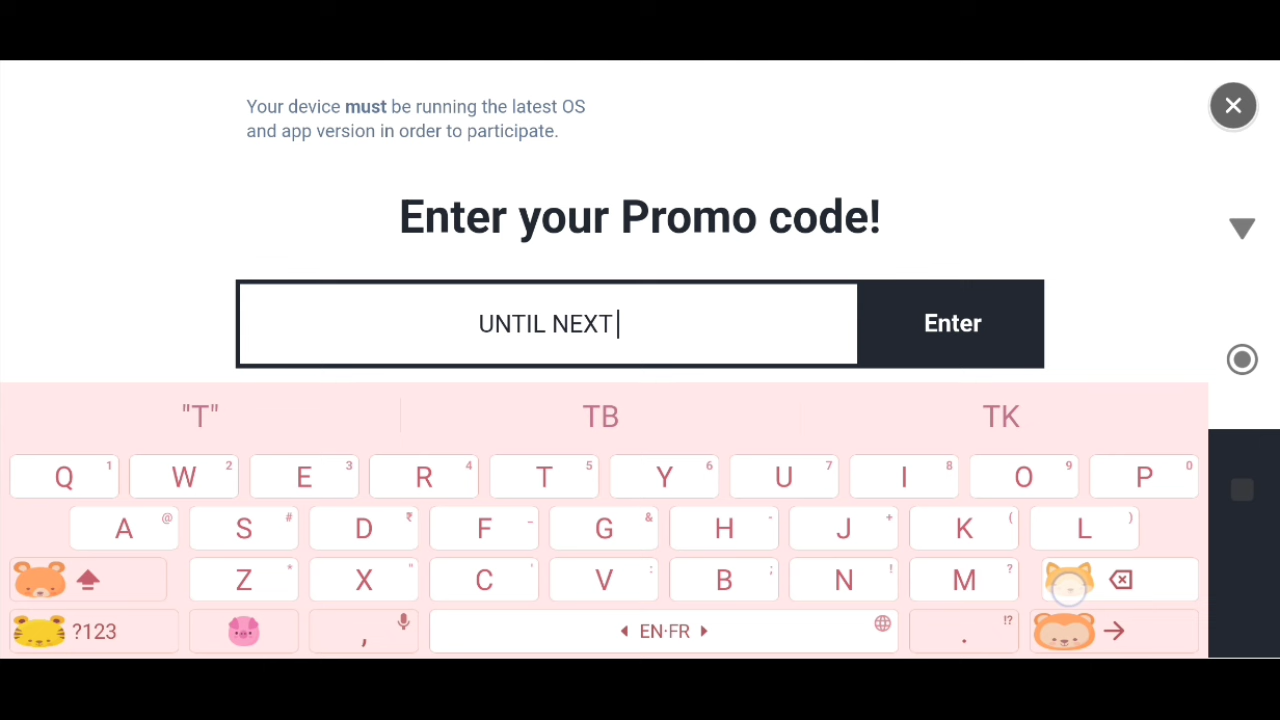 Your device must be running the latest OS
and app version in order to participate.
Enter your Promo code!
UNTIL NEXT
Enter
"T" TB TK
Q 1 W 2 E 3 R 4 T 5 Y 6 U 7 I 8 O 9 P 0
A @ S # D ₹ F _ G & H - J + K ( L )
Z * X " C ' V : B ; N ! M ?
?123 , EN·FR . !?